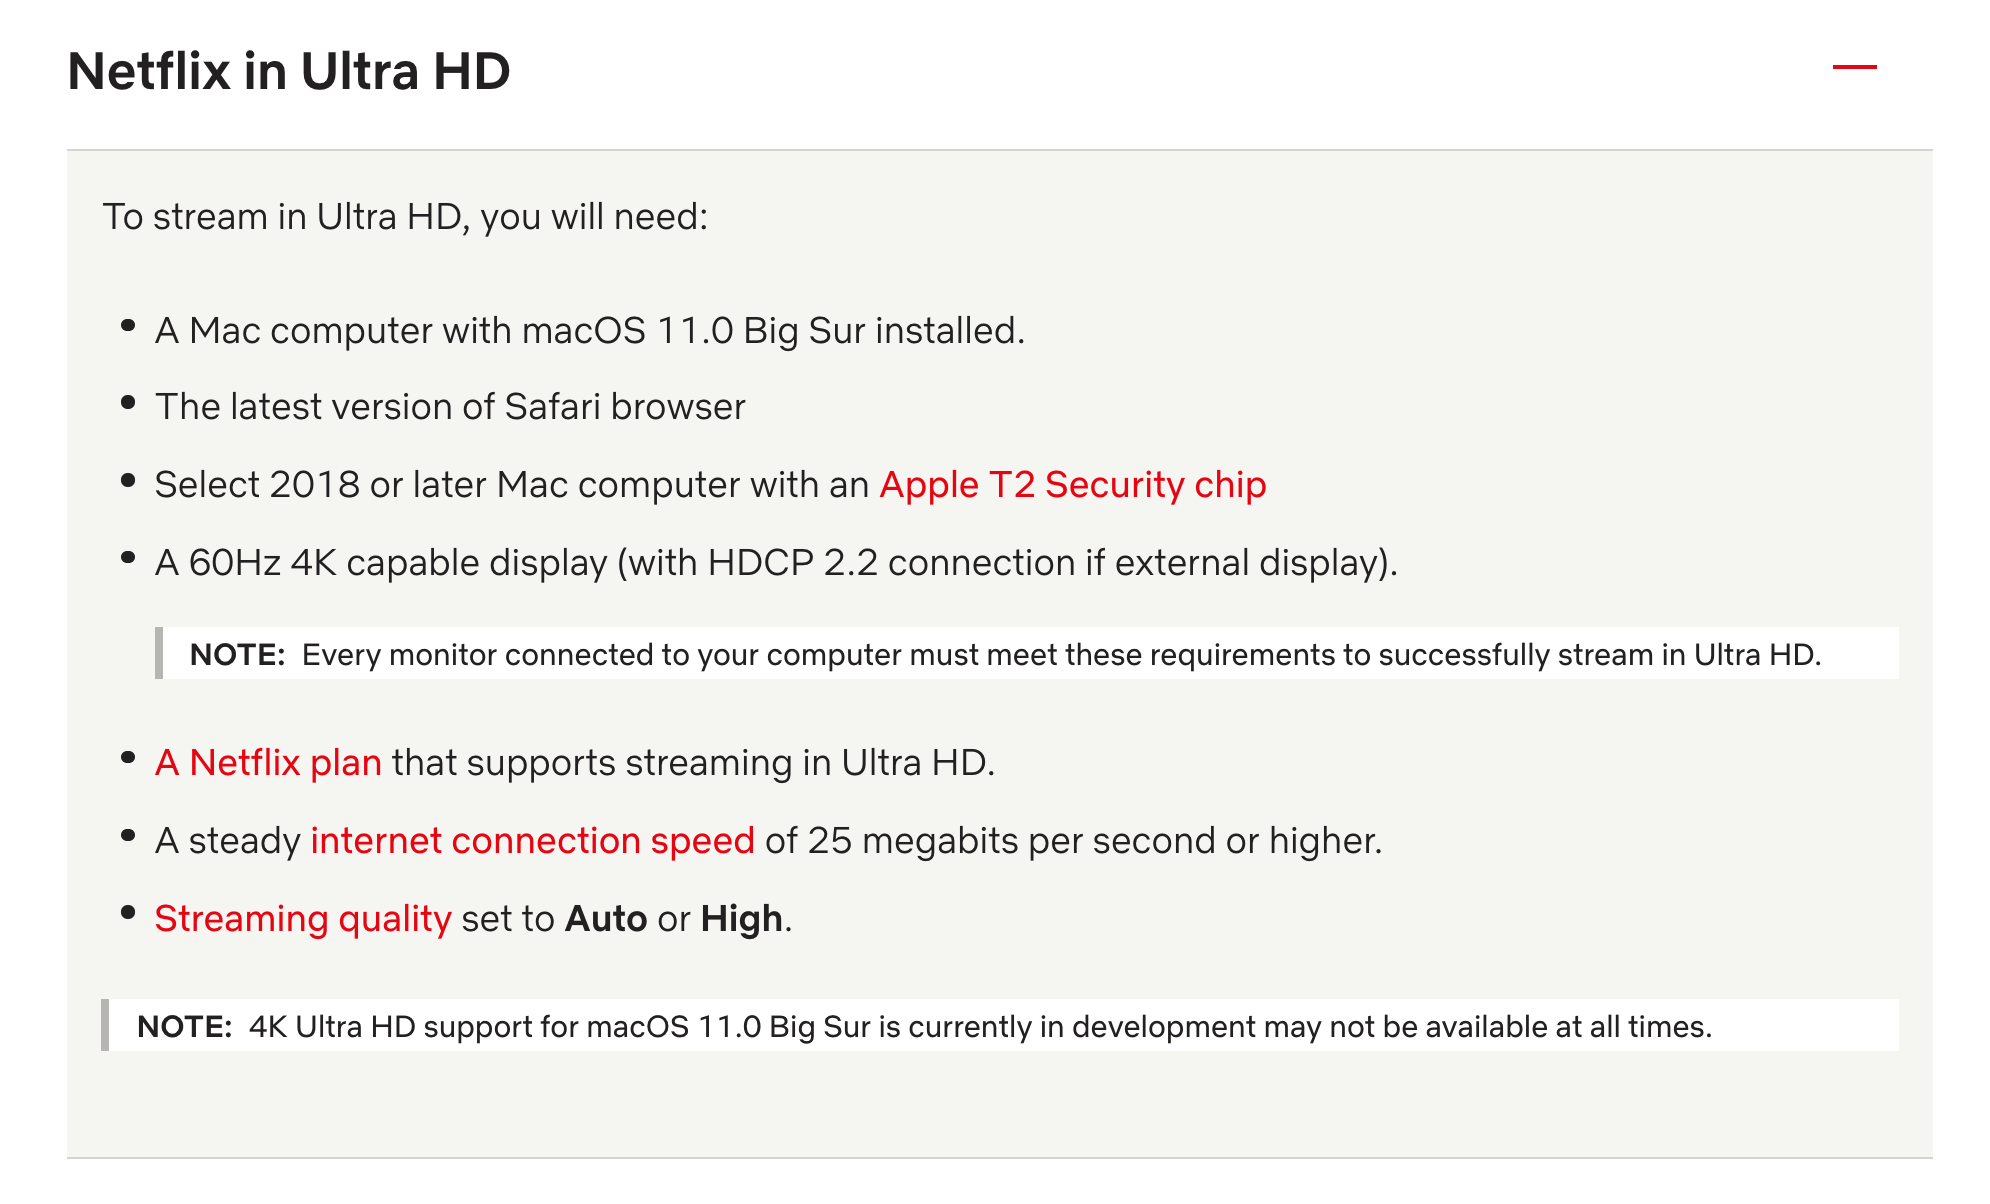 Netflix in Ultra HD
To stream in Ultra HD, you will need:
A Mac computer with macOS 11.0 Big Sur installed.
The latest version of Safari browser
Select 2018 or later Mac computer with an Apple T2 Security chip
A 60Hz 4K capable display (with HDCP 2.2 connection if external display).
NOTE: Every monitor connected to your computer must meet these requirements to successfully stream in Ultra HD.
A Netflix plan that supports streaming in Ultra HD.
A steady internet connection speed of 25 megabits per second or higher.
Streaming quality set to Auto or High.
NOTE: 4K Ultra HD support for macOS 11.0 Big Sur is currently in development may not be available at all times.